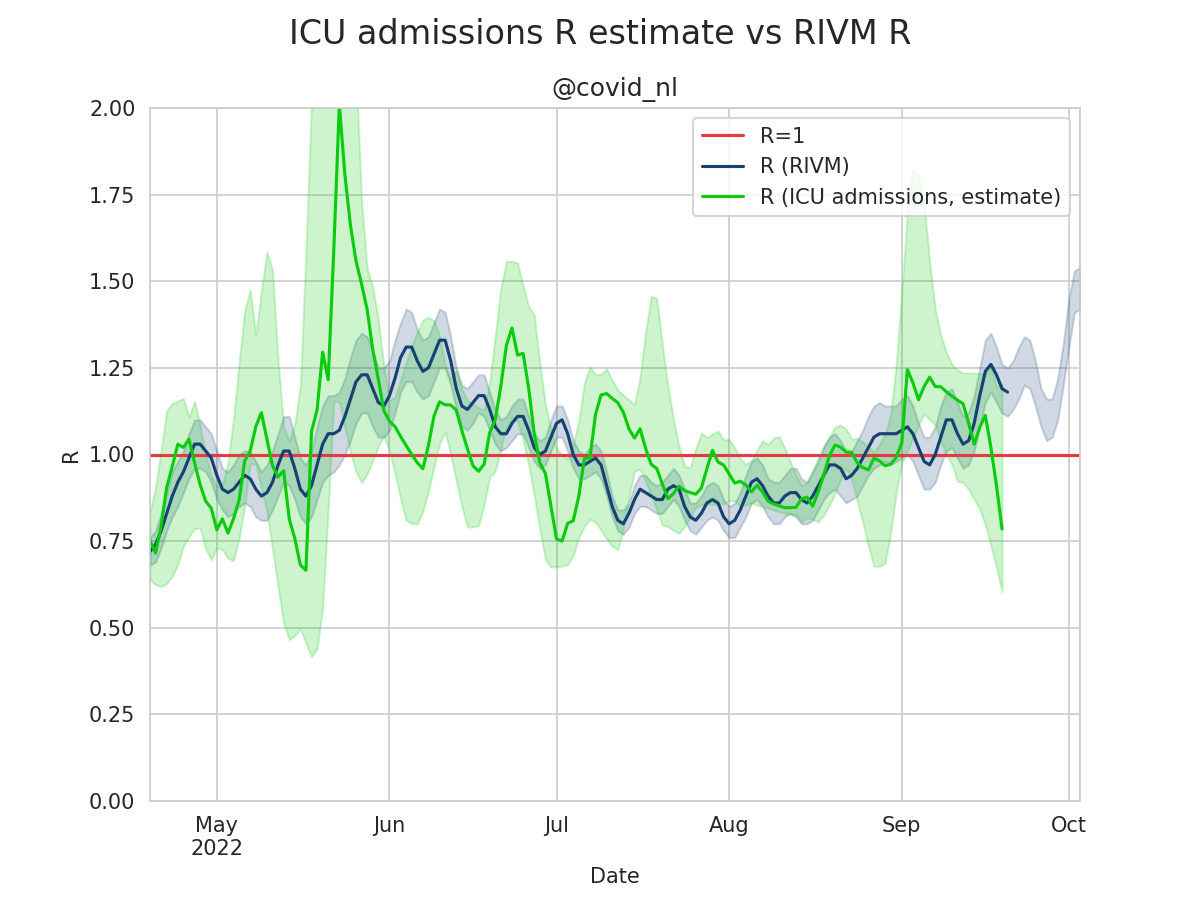 ICU admissions R estimate vs RIVM R
@covid_nl
R=1
R (RIVM)
R (ICU admissions, estimate)
2.00
1.75
1.50
1.25
1.00
0.75
0.50
0.25
0.00
R
May
2022
Jun
Jul
Aug
Sep
Oct
Date